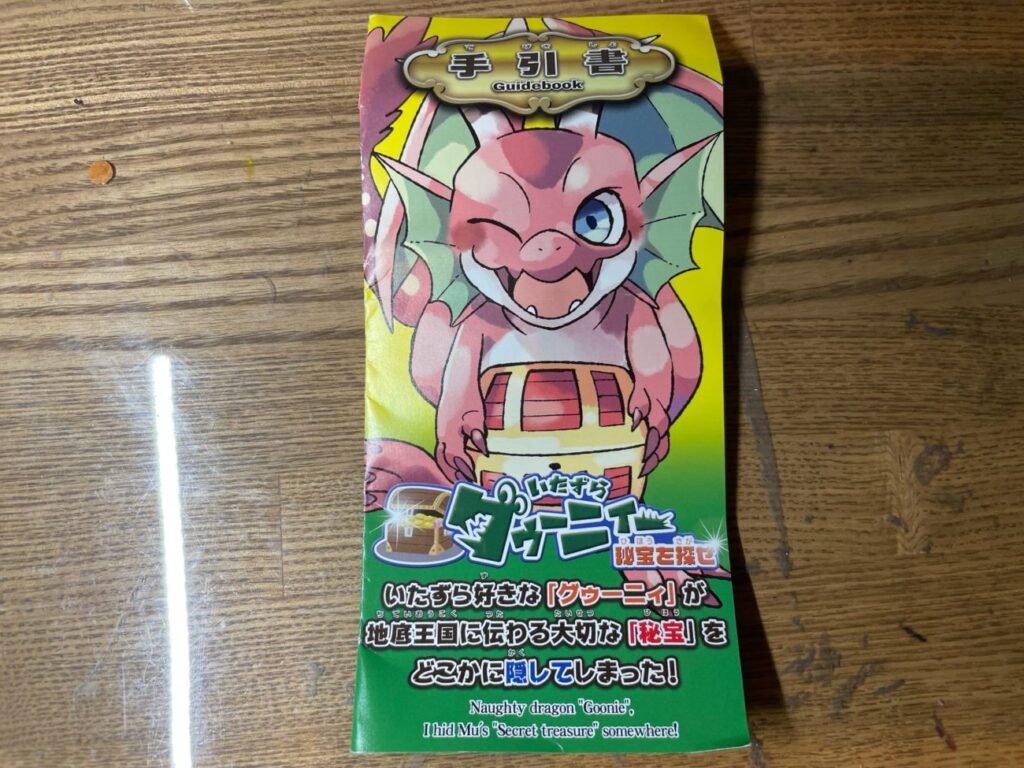 手引書
Guidebook
いたずら
グゥーニィ
秘宝を探せ
いたずら好きな「グゥーニィ」が
地底王国に伝わる大切な「秘宝」を
どこかに隠してしまった！
Naughty dragon "Goonie",
I hid Mu's "Secret treasure" somewhere!